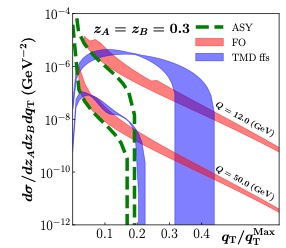 10⁻⁴
10⁻⁶
10⁻⁸
10⁻¹⁰
10⁻¹²
dσ/dz_A dz_B dq_T (GeV⁻²)
z_A = z_B = 0.3
ASY
FO
TMD ffs
Q = 12.0 (GeV)
Q = 50.0 (GeV)
0.1 0.2 0.3 0.4
q_T/q_T^Max